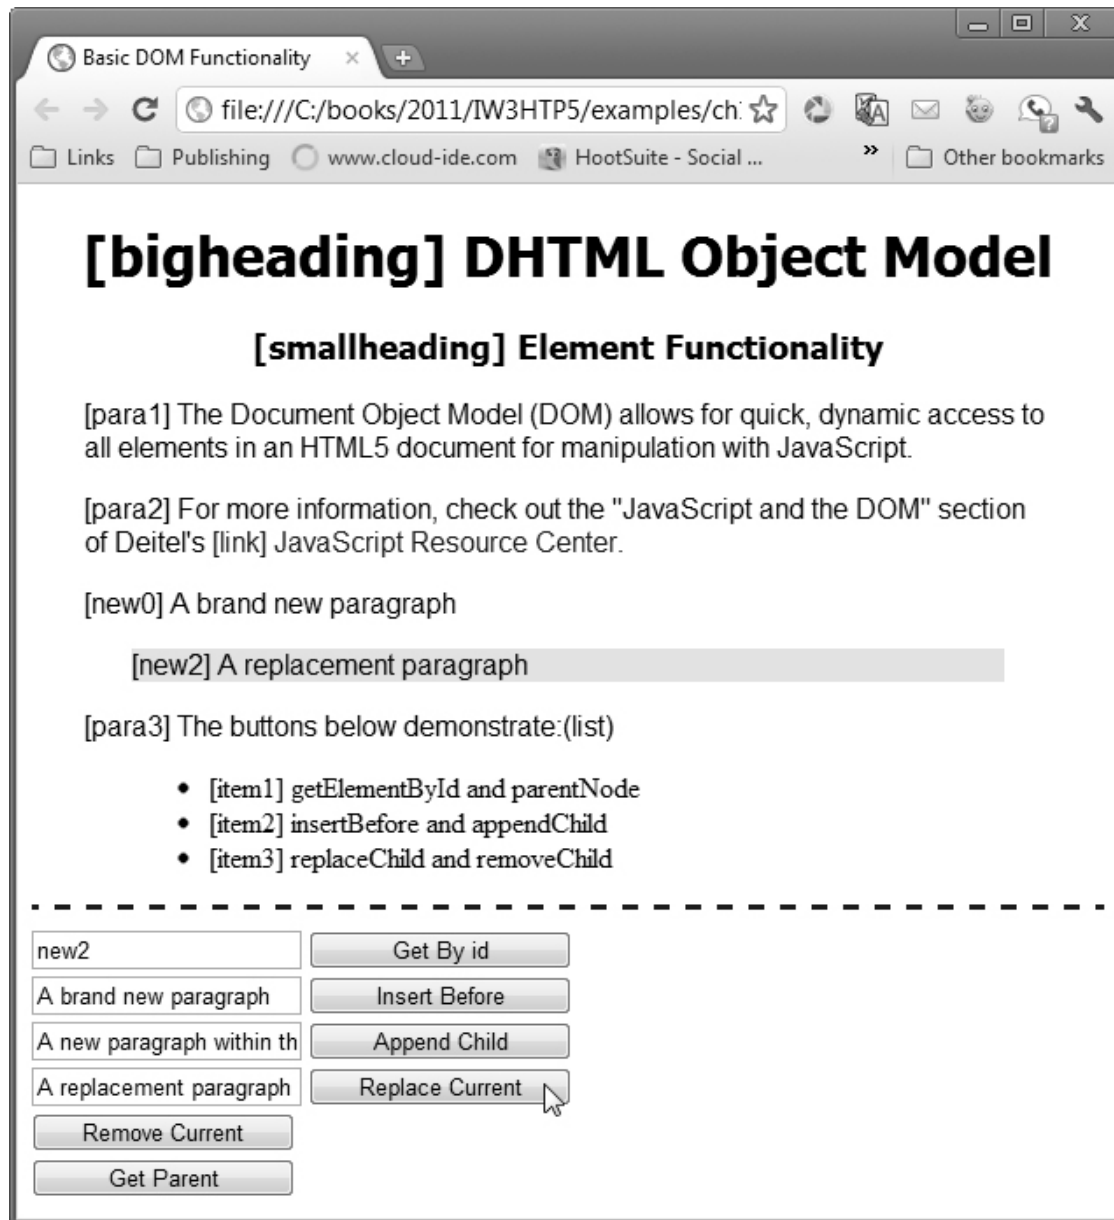 Basic DOM Functionality
file:///C:/books/2011/IW3HTP5/examples/ch
Links Publishing www.cloud-ide.com HootSuite - Social ... » Other bookmarks
[bigheading] DHTML Object Model
[smallheading] Element Functionality
[para1] The Document Object Model (DOM) allows for quick, dynamic access to
all elements in an HTML5 document for manipulation with JavaScript.
[para2] For more information, check out the "JavaScript and the DOM" section
of Deitel's [link] JavaScript Resource Center.
[new0] A brand new paragraph
[new2] A replacement paragraph
[para3] The buttons below demonstrate:(list)
• [item1] getElementById and parentNode
• [item2] insertBefore and appendChild
• [item3] replaceChild and removeChild
new2 Get By id
A brand new paragraph Insert Before
A new paragraph within th Append Child
A replacement paragraph Replace Current
Remove Current
Get Parent